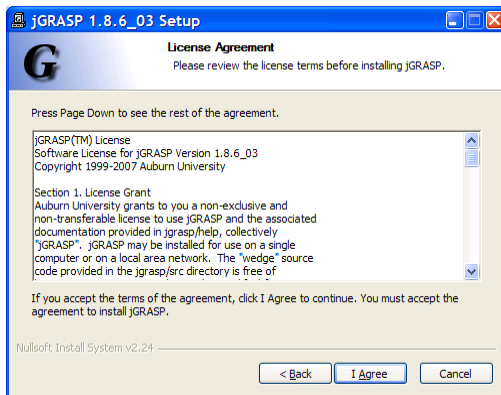 jGRASP 1.8.6_03 Setup
G
License Agreement
Please review the license terms before installing jGRASP.
Press Page Down to see the rest of the agreement.
jGRASP(TM) License
Software License for jGRASP Version 1.8.6_03
Copyright 1999-2007 Auburn University
Section 1. License Grant
Auburn University grants to you a non-exclusive and
non-transferable license to use jGRASP and the associated
documentation provided in jgrasp/help, collectively
"jGRASP".  jGRASP may be installed for use on a single
computer or on a local area network.  The "wedge" source
code provided in the jgrasp/src directory is free of
If you accept the terms of the agreement, click I Agree to continue. You must accept the
agreement to install jGRASP.
Nullsoft Install System v2.24
< Back
I Agree
Cancel